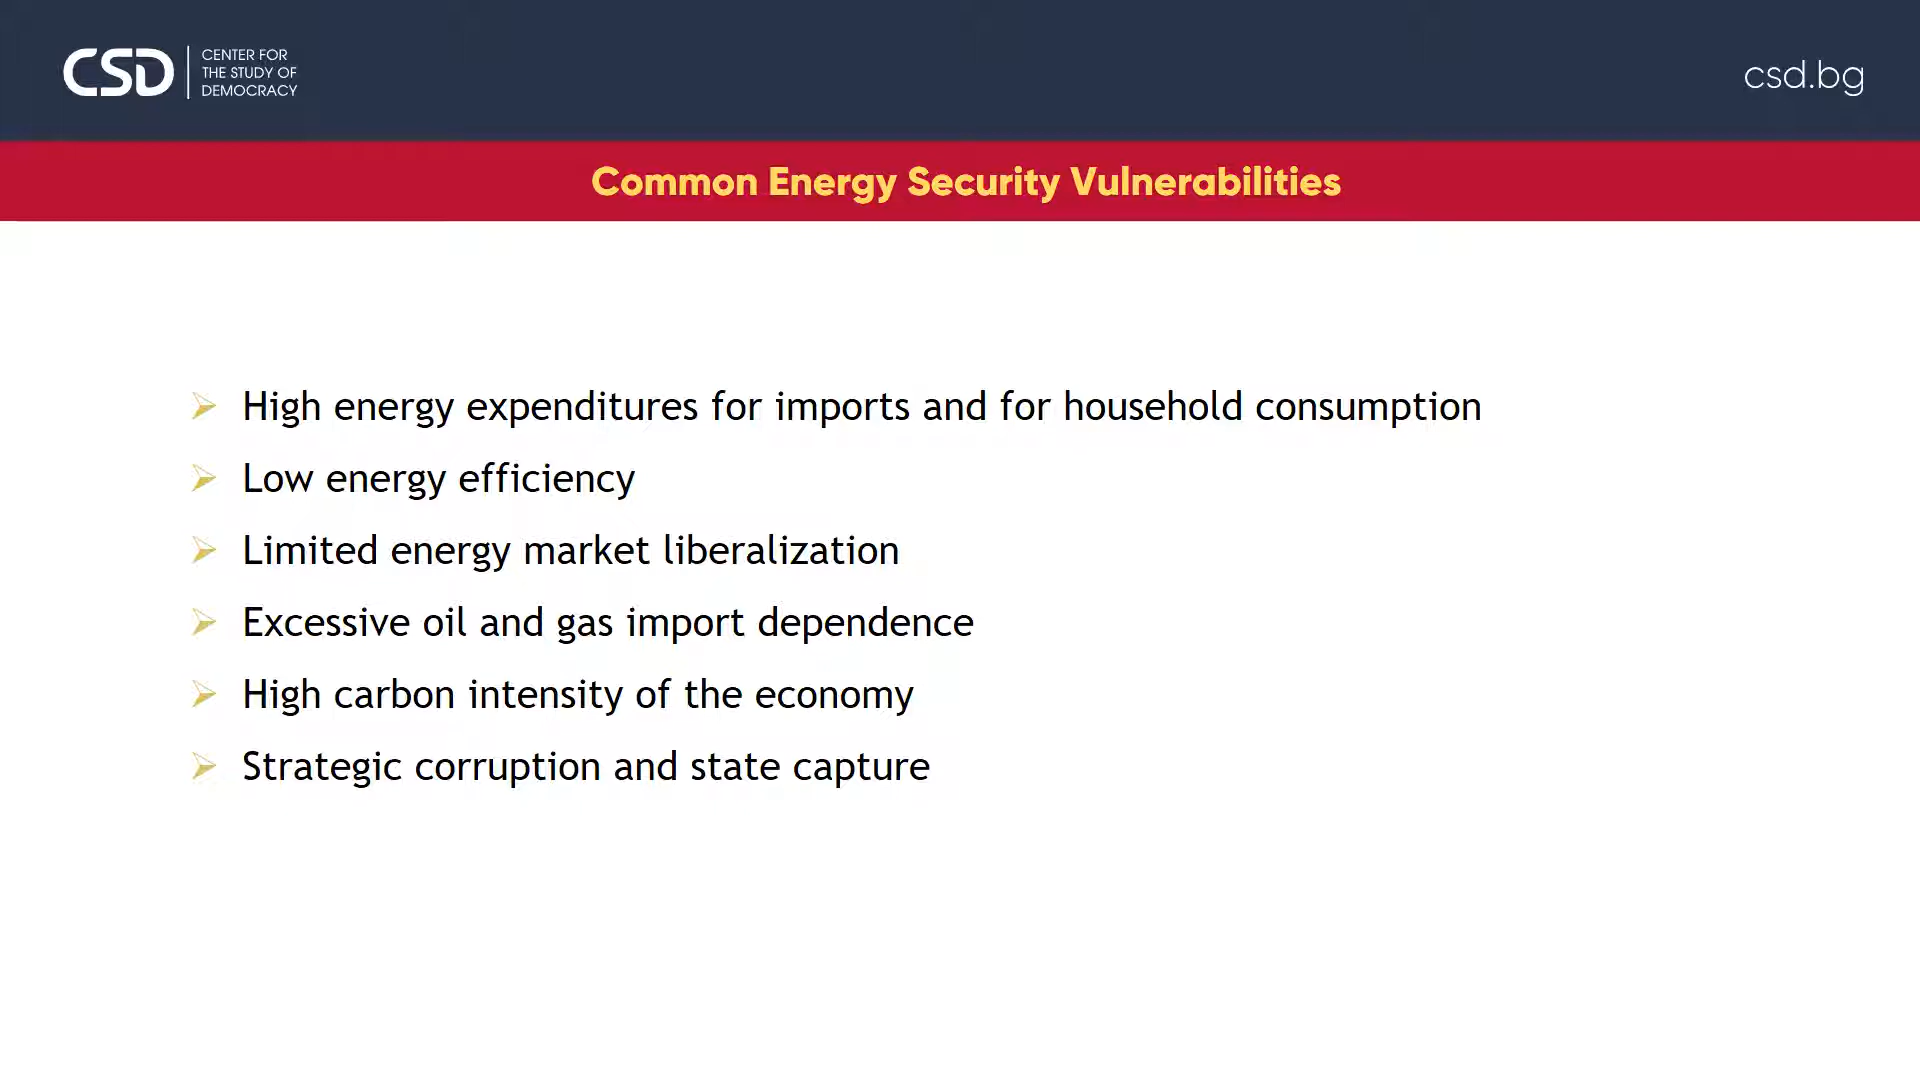 CSD
CENTER FOR
THE STUDY OF
DEMOCRACY
csd.bg
Common Energy Security Vulnerabilities
High energy expenditures for imports and for household consumption
Low energy efficiency
Limited energy market liberalization
Excessive oil and gas import dependence
High carbon intensity of the economy
Strategic corruption and state capture